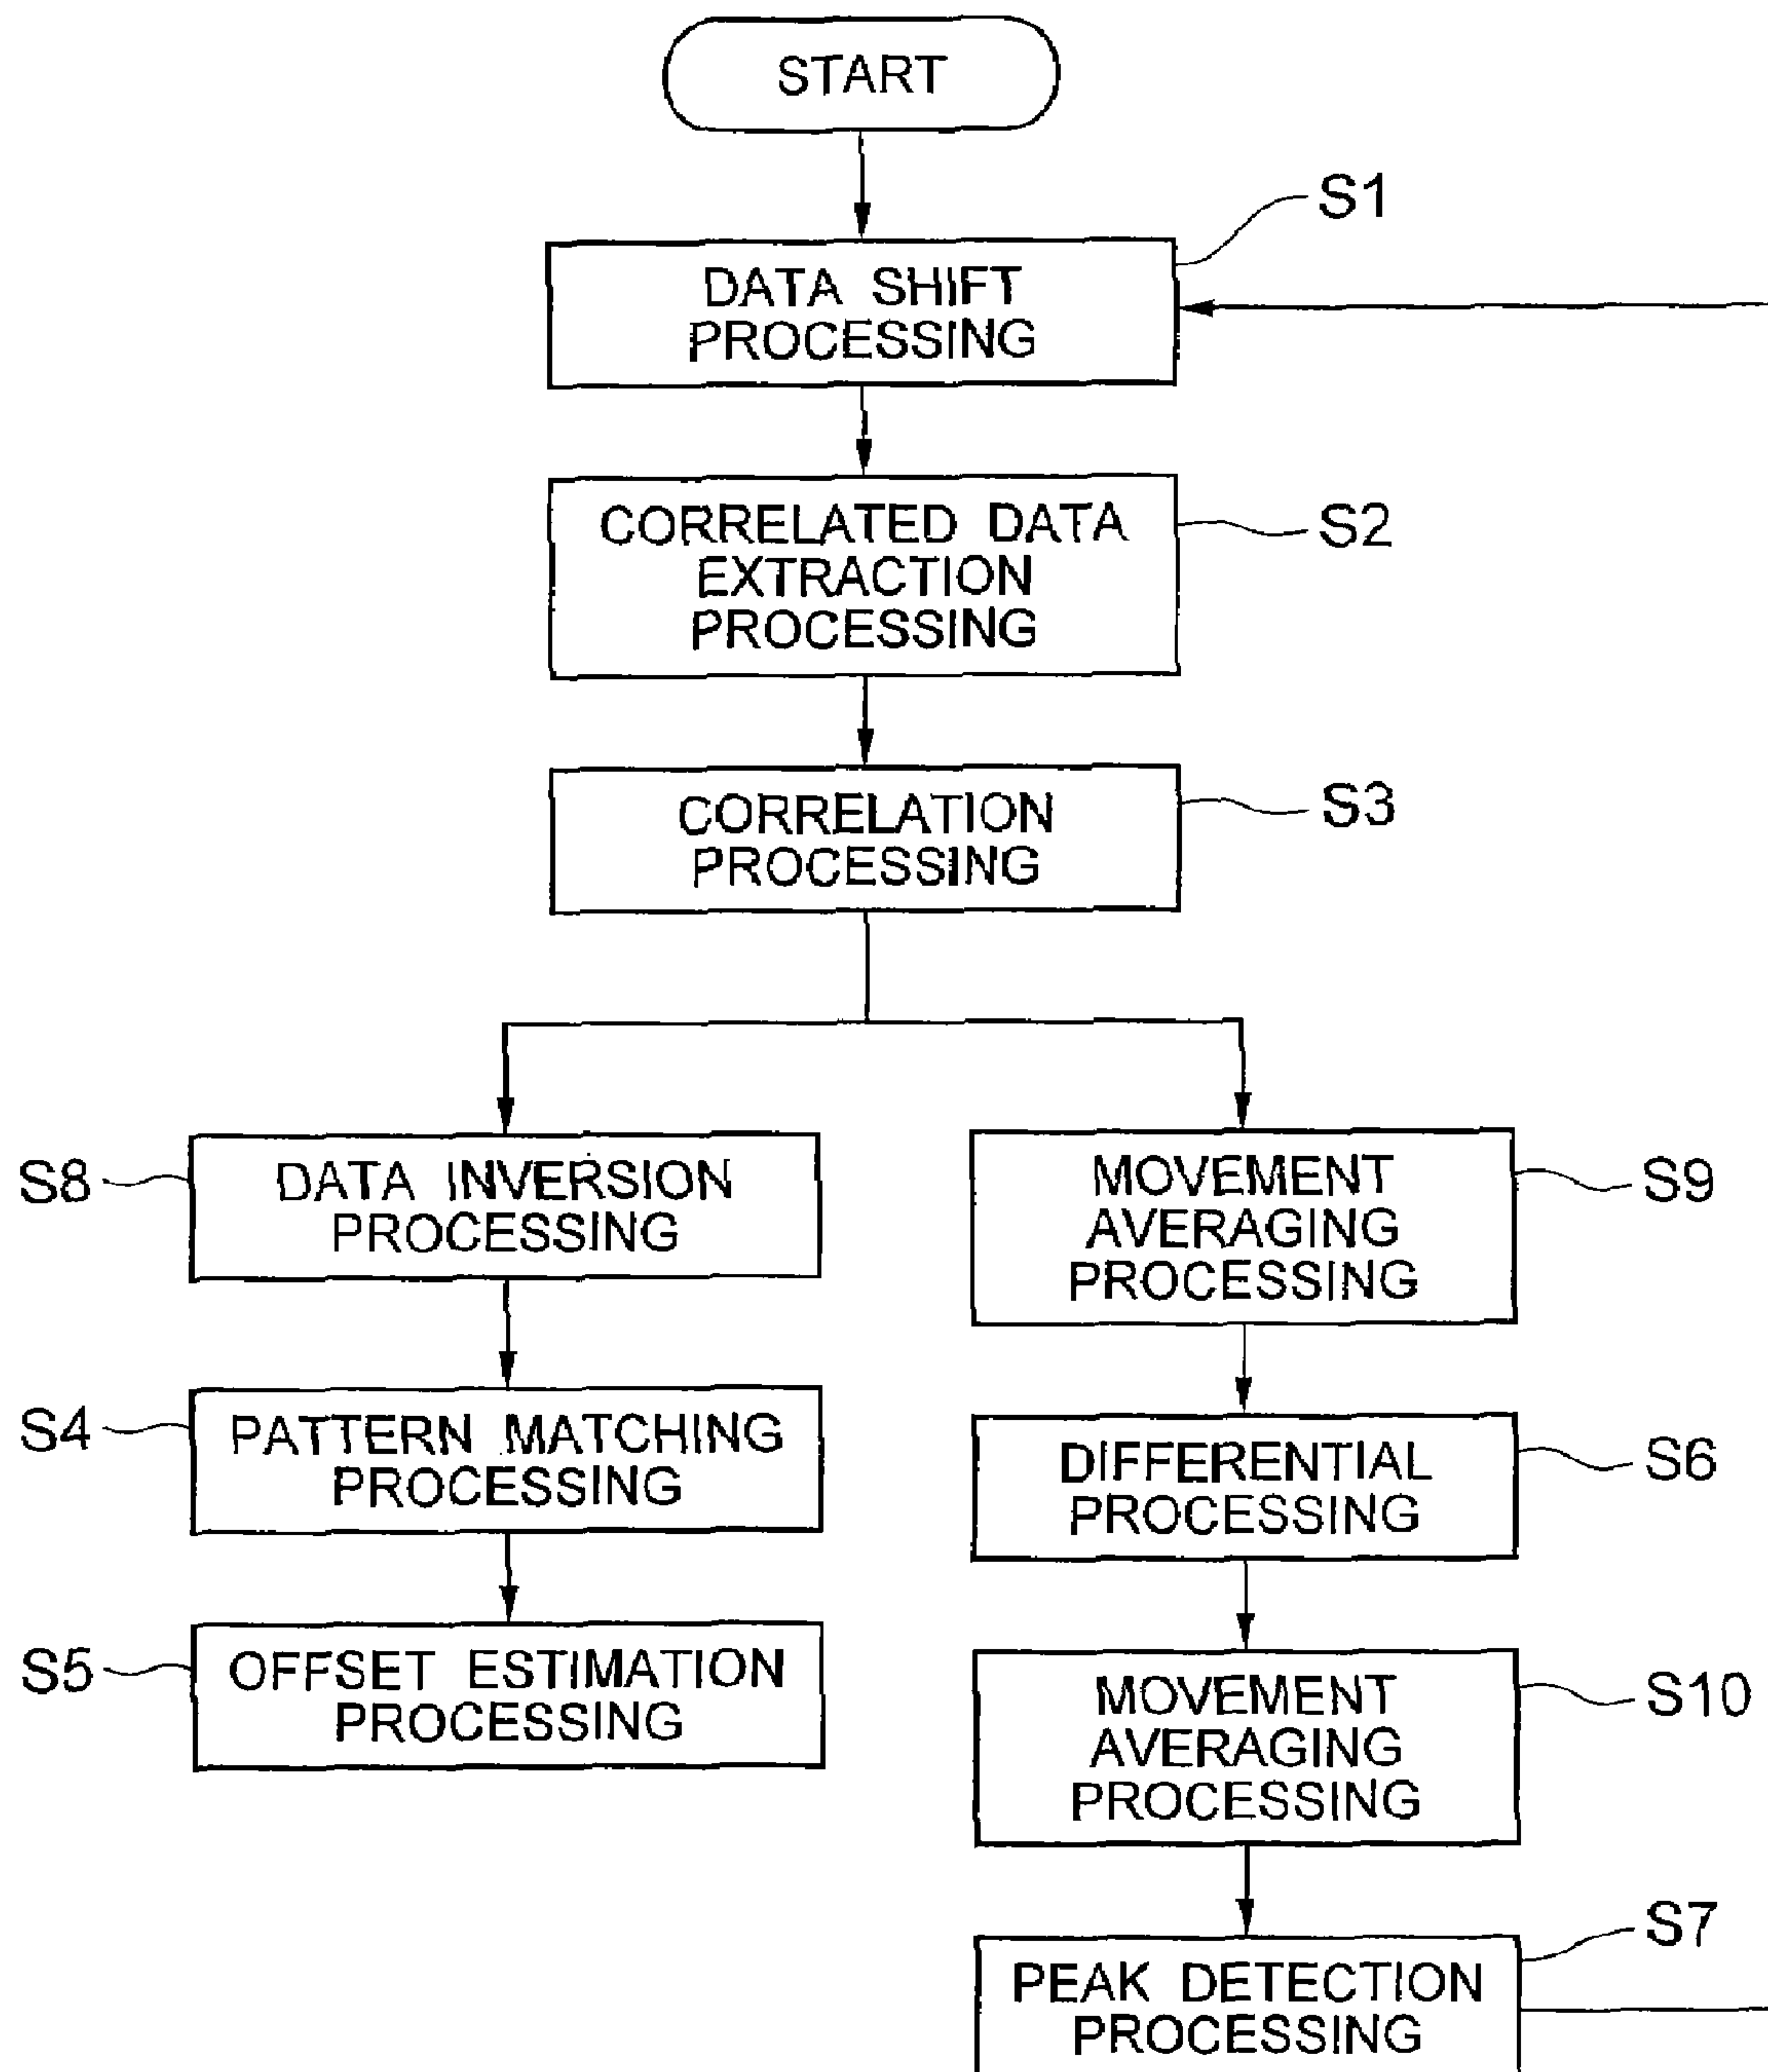 START
S1
DATA SHIFT
PROCESSING
CORRELATED DATA
EXTRACTION
PROCESSING
S2
CORRELATION
PROCESSING
S3
S8
DATA INVERSION
PROCESSING
S4
PATTERN MATCHING
PROCESSING
S5
OFFSET ESTIMATION
PROCESSING
MOVEMENT
AVERAGING
PROCESSING
S9
DIFFERENTIAL
PROCESSING
S6
MOVEMENT
AVERAGING
PROCESSING
S10
S7
PEAK DETECTION
PROCESSING